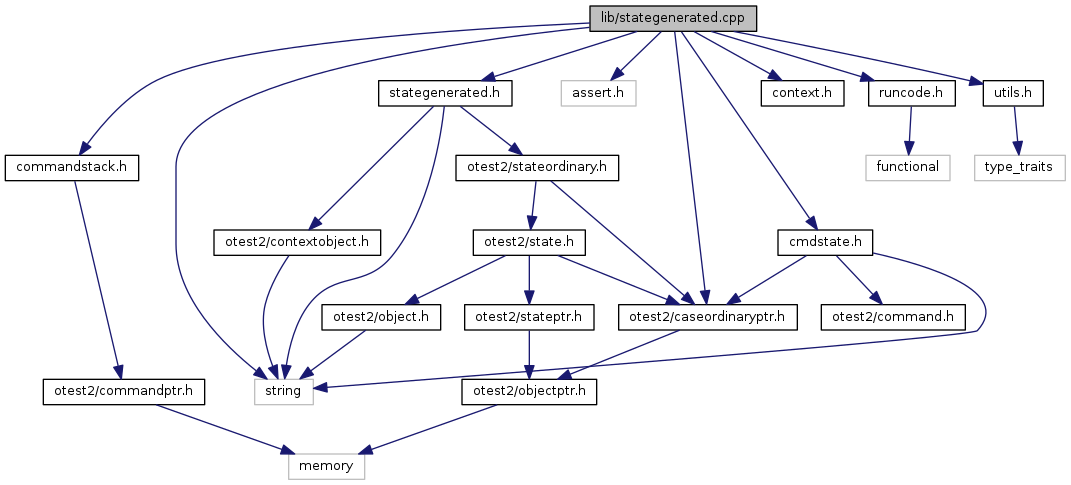 lib/stategenerated.cpp
stategenerated.h
assert.h
context.h
runcode.h
utils.h
commandstack.h
otest2/stateordinary.h
functional
type_traits
otest2/contextobject.h
otest2/state.h
cmdstate.h
otest2/object.h
otest2/stateptr.h
otest2/caseordinaryptr.h
otest2/command.h
otest2/commandptr.h
string
otest2/objectptr.h
memory